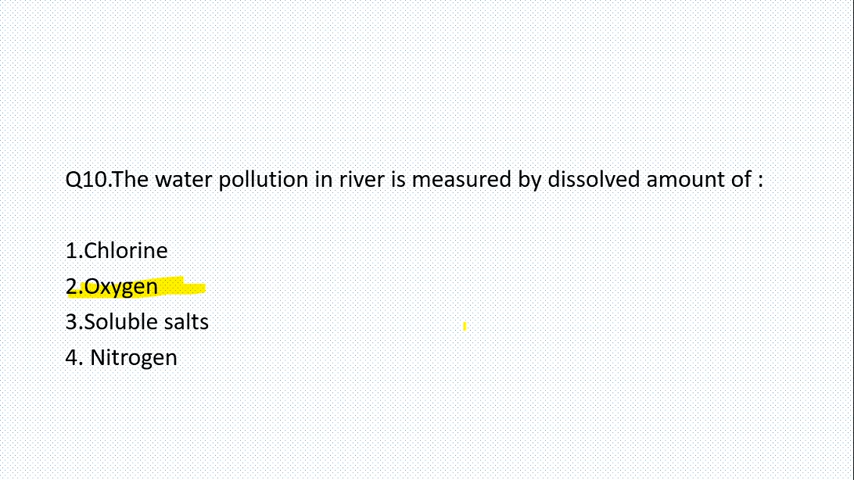 Q10.The water pollution in river is measured by dissolved amount of :
1.Chlorine
2.Oxygen
3.Soluble salts
4. Nitrogen